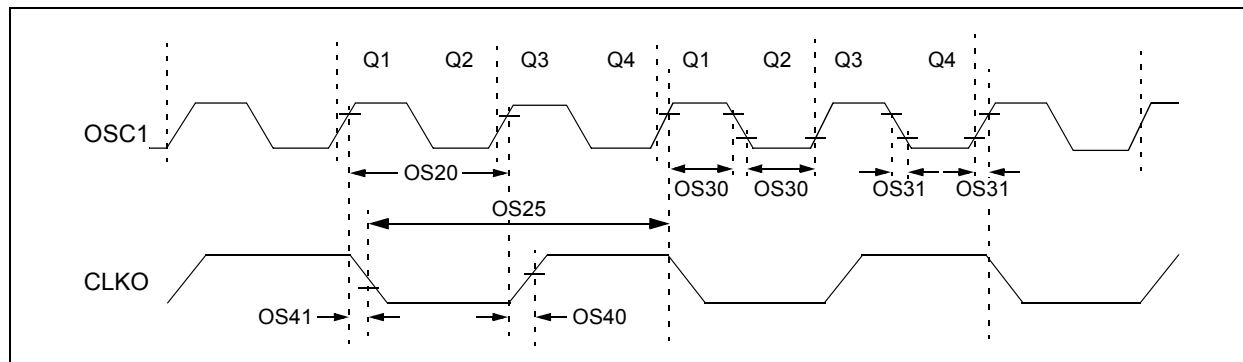 Q1 Q2 Q3 Q4 Q1 Q2 Q3 Q4
OSC1
OS20 OS30 OS30 OS31 OS31
OS25
CLKO
OS41 OS40